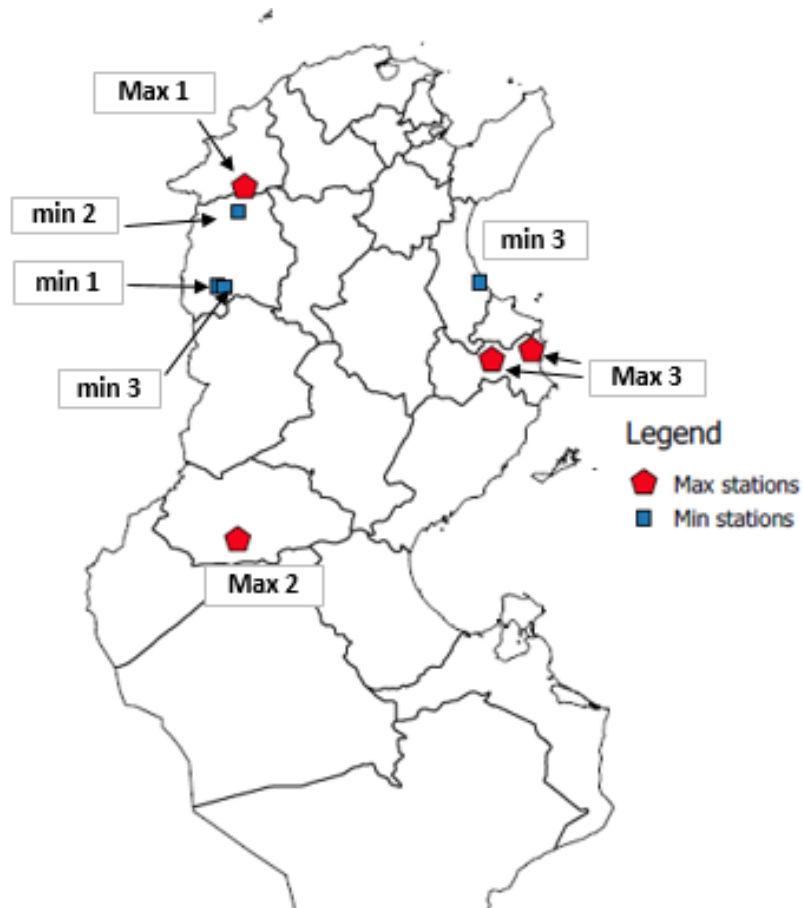 Max 1
min 2
min 3
min 1
min 3
Max 3
Legend
Max stations
Min stations
Max 2